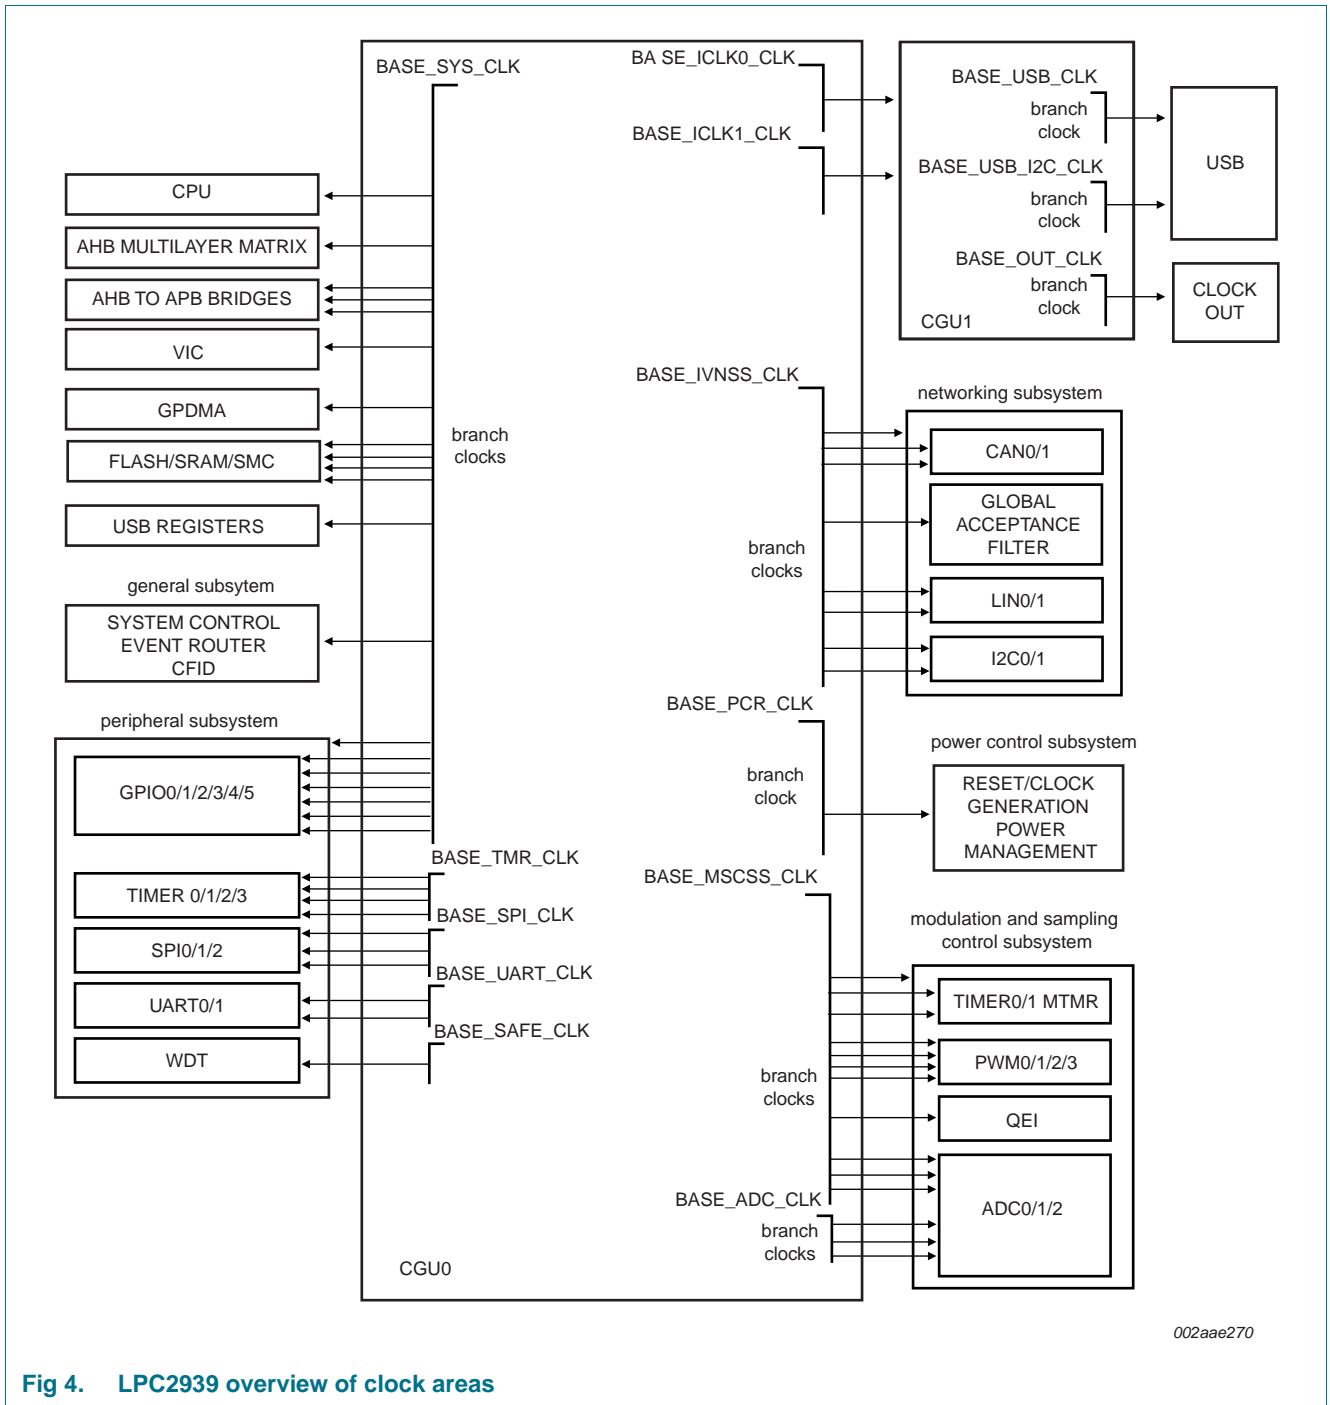 BASE_SYS_CLK
BA SE_ICLK0_CLK
BASE_ICLK1_CLK
BASE_USB_CLK
branch
clock
BASE_USB_I2C_CLK
branch
clock
BASE_OUT_CLK
branch
clock
CGU1
USB
CLOCK
OUT
CPU
AHB MULTILAYER MATRIX
AHB TO APB BRIDGES
VIC
GPDMA
FLASH/SRAM/SMC
USB REGISTERS
branch
clocks
general subsytem
SYSTEM CONTROL
EVENT ROUTER
CFID
peripheral subsystem
GPIO0/1/2/3/4/5
TIMER 0/1/2/3
SPI0/1/2
UART0/1
WDT
BASE_TMR_CLK
BASE_SPI_CLK
BASE_UART_CLK
BASE_SAFE_CLK
BASE_IVNSS_CLK
branch
clocks
networking subsystem
CAN0/1
GLOBAL
ACCEPTANCE
FILTER
LIN0/1
I2C0/1
BASE_PCR_CLK
branch
clock
power control subsystem
RESET/CLOCK
GENERATION
POWER
MANAGEMENT
BASE_MSCSS_CLK
branch
clocks
modulation and sampling
control subsystem
TIMER0/1 MTMR
PWM0/1/2/3
QEI
ADC0/1/2
BASE_ADC_CLK
branch
clocks
CGU0
002aae270
Fig 4. LPC2939 overview of clock areas